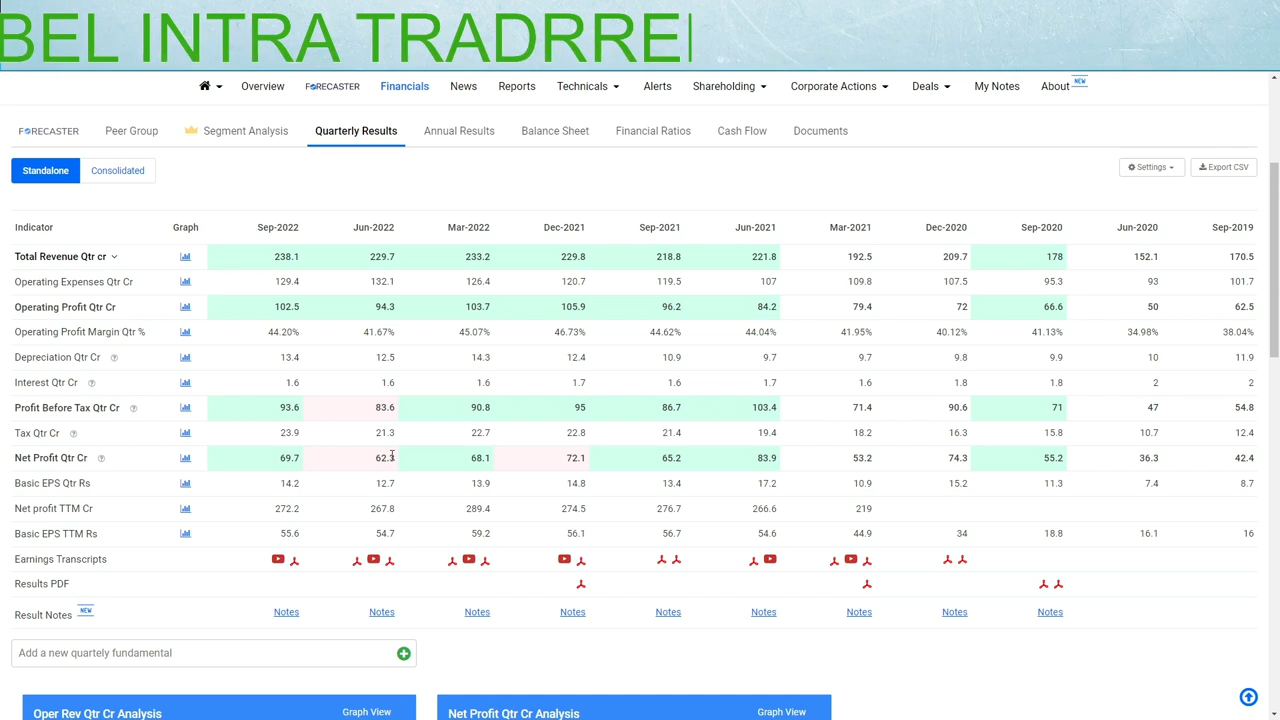 BEL INTRA TRADRRE
Overview FORECASTER Financials News Reports Technicals Alerts Shareholding Corporate Actions Deals My Notes About NEW
FORECASTER Peer Group Segment Analysis Quarterly Results Annual Results Balance Sheet Financial Ratios Cash Flow Documents
Standalone Consolidated Settings Export CSV
Indicator Graph Sep-2022 Jun-2022 Mar-2022 Dec-2021 Sep-2021 Jun-2021 Mar-2021 Dec-2020 Sep-2020 Jun-2020 Sep-2019
Total Revenue Qtr cr 238.1 229.7 233.2 229.8 218.8 221.8 192.5 209.7 178 152.1 170.5
Operating Expenses Qtr Cr 129.4 132.1 126.4 120.7 119.5 107 109.8 107.5 95.3 93 101.7
Operating Profit Qtr Cr 102.5 94.3 103.7 105.9 96.2 84.2 79.4 72 66.6 50 62.5
Operating Profit Margin Qtr % 44.20% 41.67% 45.07% 46.73% 44.62% 44.04% 41.95% 40.12% 41.13% 34.98% 38.04%
Depreciation Qtr Cr 13.4 12.5 14.3 12.4 10.9 9.7 9.7 9.8 9.9 10 11.9
Interest Qtr Cr 1.6 1.6 1.6 1.7 1.6 1.7 1.6 1.8 1.8 2 2
Profit Before Tax Qtr Cr 93.6 83.6 90.8 95 86.7 103.4 71.4 90.6 71 47 54.8
Tax Qtr Cr 23.9 21.3 22.7 22.8 21.4 19.4 18.2 16.3 15.8 10.7 12.4
Net Profit Qtr Cr 69.7 62.3 68.1 72.1 65.2 83.9 53.2 74.3 55.2 36.3 42.4
Basic EPS Qtr Rs 14.2 12.7 13.9 14.8 13.4 17.2 10.9 15.2 11.3 7.4 8.7
Net profit TTM Cr 272.2 267.8 289.4 274.5 276.7 266.6 219
Basic EPS TTM Rs 55.6 54.7 59.2 56.1 56.7 54.6 44.9 34 18.8 16.1 16
Earnings Transcripts
Results PDF
Result Notes NEW Notes Notes Notes Notes Notes Notes Notes Notes Notes
Add a new quartely fundamental
Oper Rev Qtr Cr Analysis Graph View Net Profit Qtr Cr Analysis Graph View